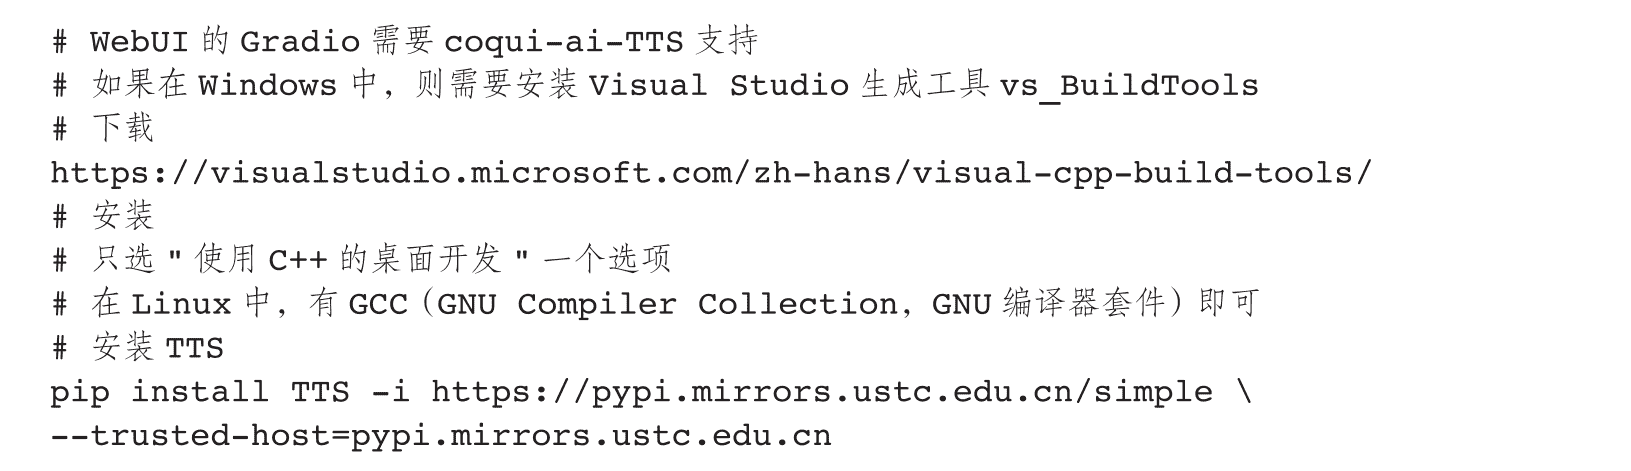 # WebUI 的 Gradio 需要 coqui-ai-TTS 支持
# 如果在 Windows 中，则需要安装 Visual Studio 生成工具 vs_BuildTools
# 下载
https://visualstudio.microsoft.com/zh-hans/visual-cpp-build-tools/
# 安装
# 只选 " 使用 C++ 的桌面开发 " 一个选项
# 在 Linux 中，有 GCC（GNU Compiler Collection，GNU 编译器套件）即可
# 安装 TTS
pip install TTS -i https://pypi.mirrors.ustc.edu.cn/simple \
--trusted-host=pypi.mirrors.ustc.edu.cn